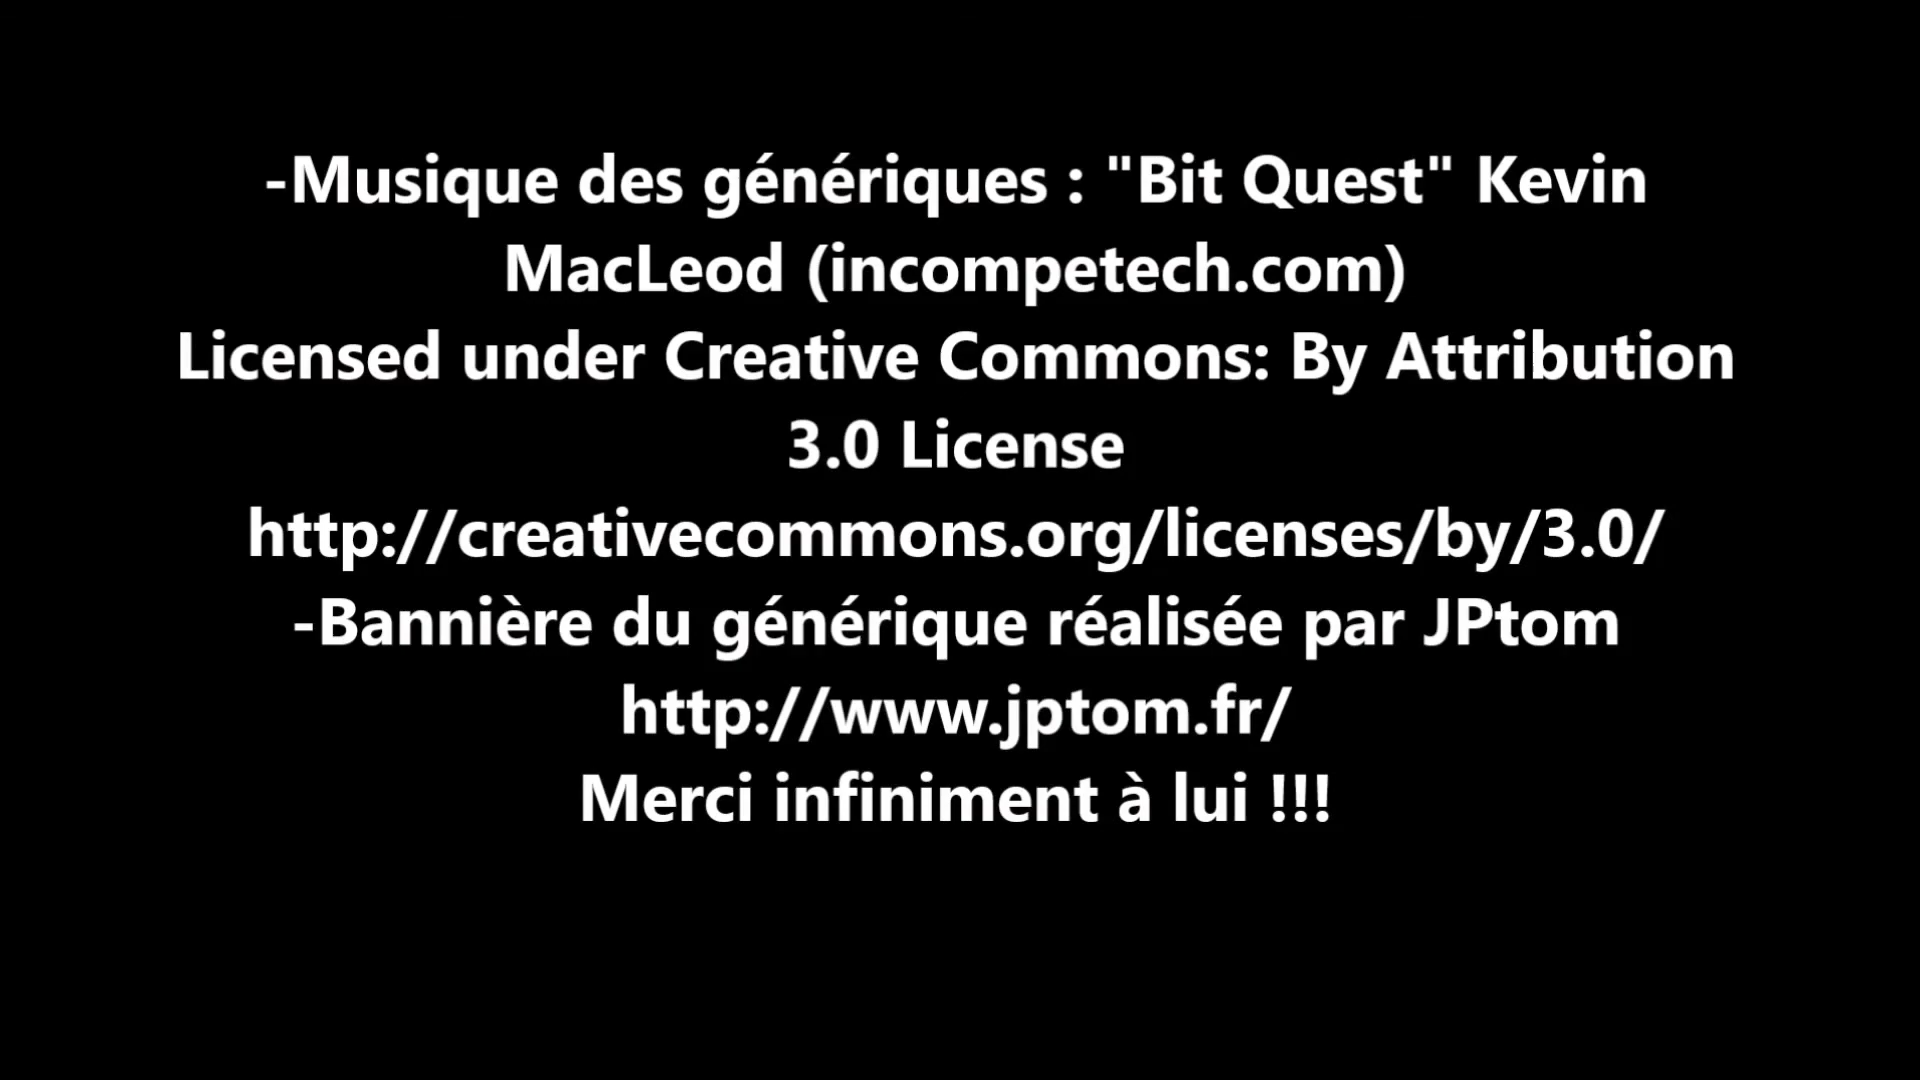 -Musique des génériques : "Bit Quest" Kevin
MacLeod (incompetech.com)
Licensed under Creative Commons: By Attribution
3.0 License
http://creativecommons.org/licenses/by/3.0/
-Bannière du générique réalisée par JPtom
http://www.jptom.fr/
Merci infiniment à lui !!!